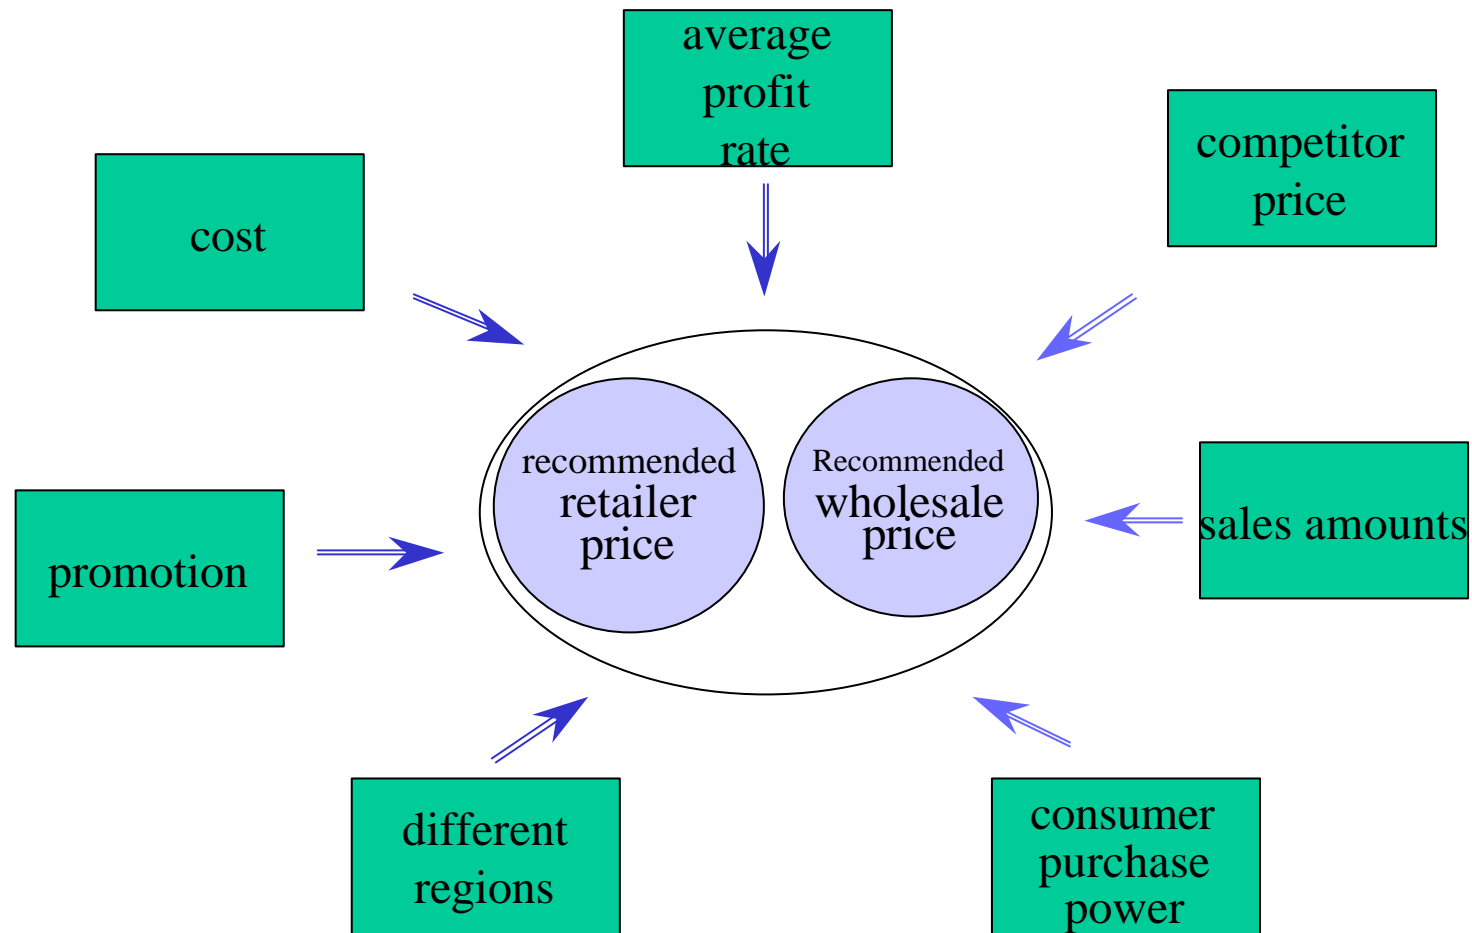 average
profit
rate
competitor
price
cost
recommended
retailer
price
Recommended
wholesale
price
sales amounts
promotion
different
regions
consumer
purchase
power